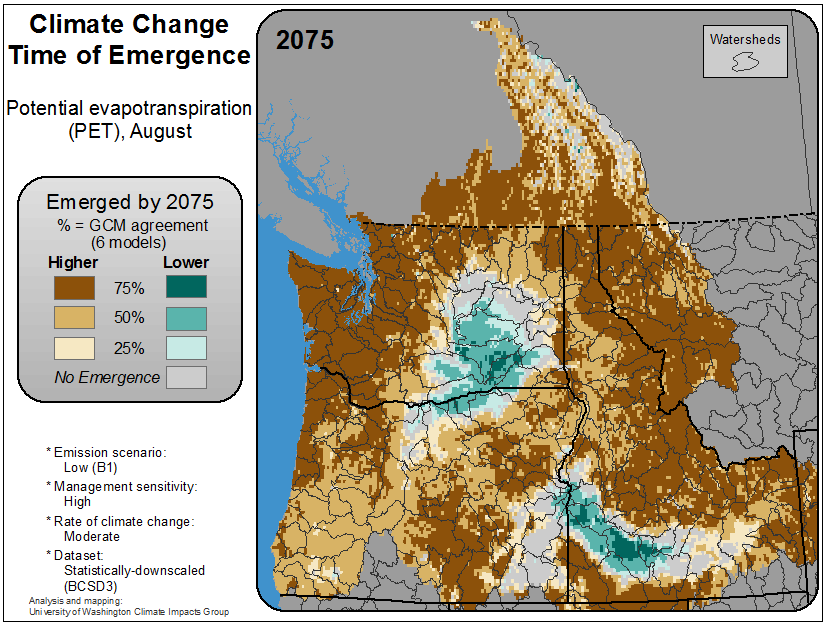 Climate Change
Time of Emergence
Potential evapotranspiration
(PET), August
Emerged by 2075
% = GCM agreement
(6 models)
Higher Lower
75%
50%
25%
No Emergence
* Emission scenario:
Low (B1)
* Management sensitivity:
High
* Rate of climate change:
Moderate
* Dataset:
Statistically-downscaled
(BCSD3)
Analysis and mapping:
University of Washington Climate Impacts Group
2075
Watersheds